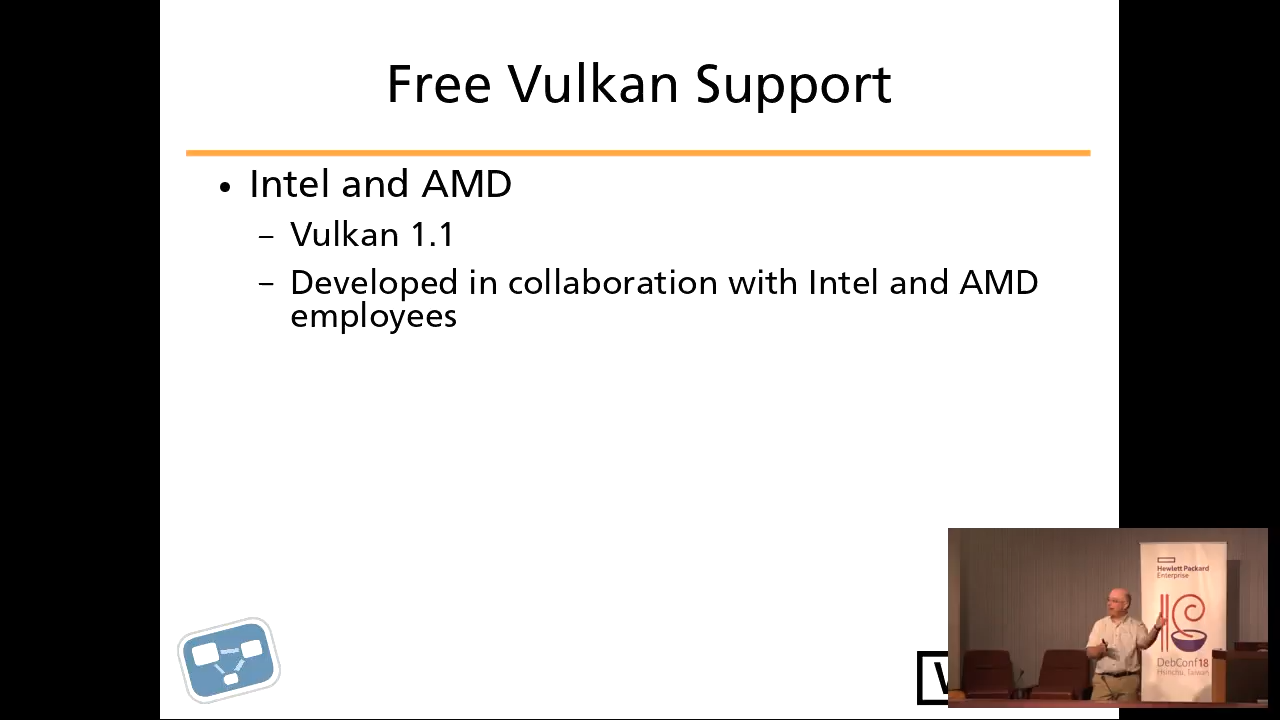 Free Vulkan Support
• Intel and AMD
– Vulkan 1.1
– Developed in collaboration with Intel and AMD
employees
Hewlett Packard
Enterprise
DebConf18
Hsinchu, Taiwan